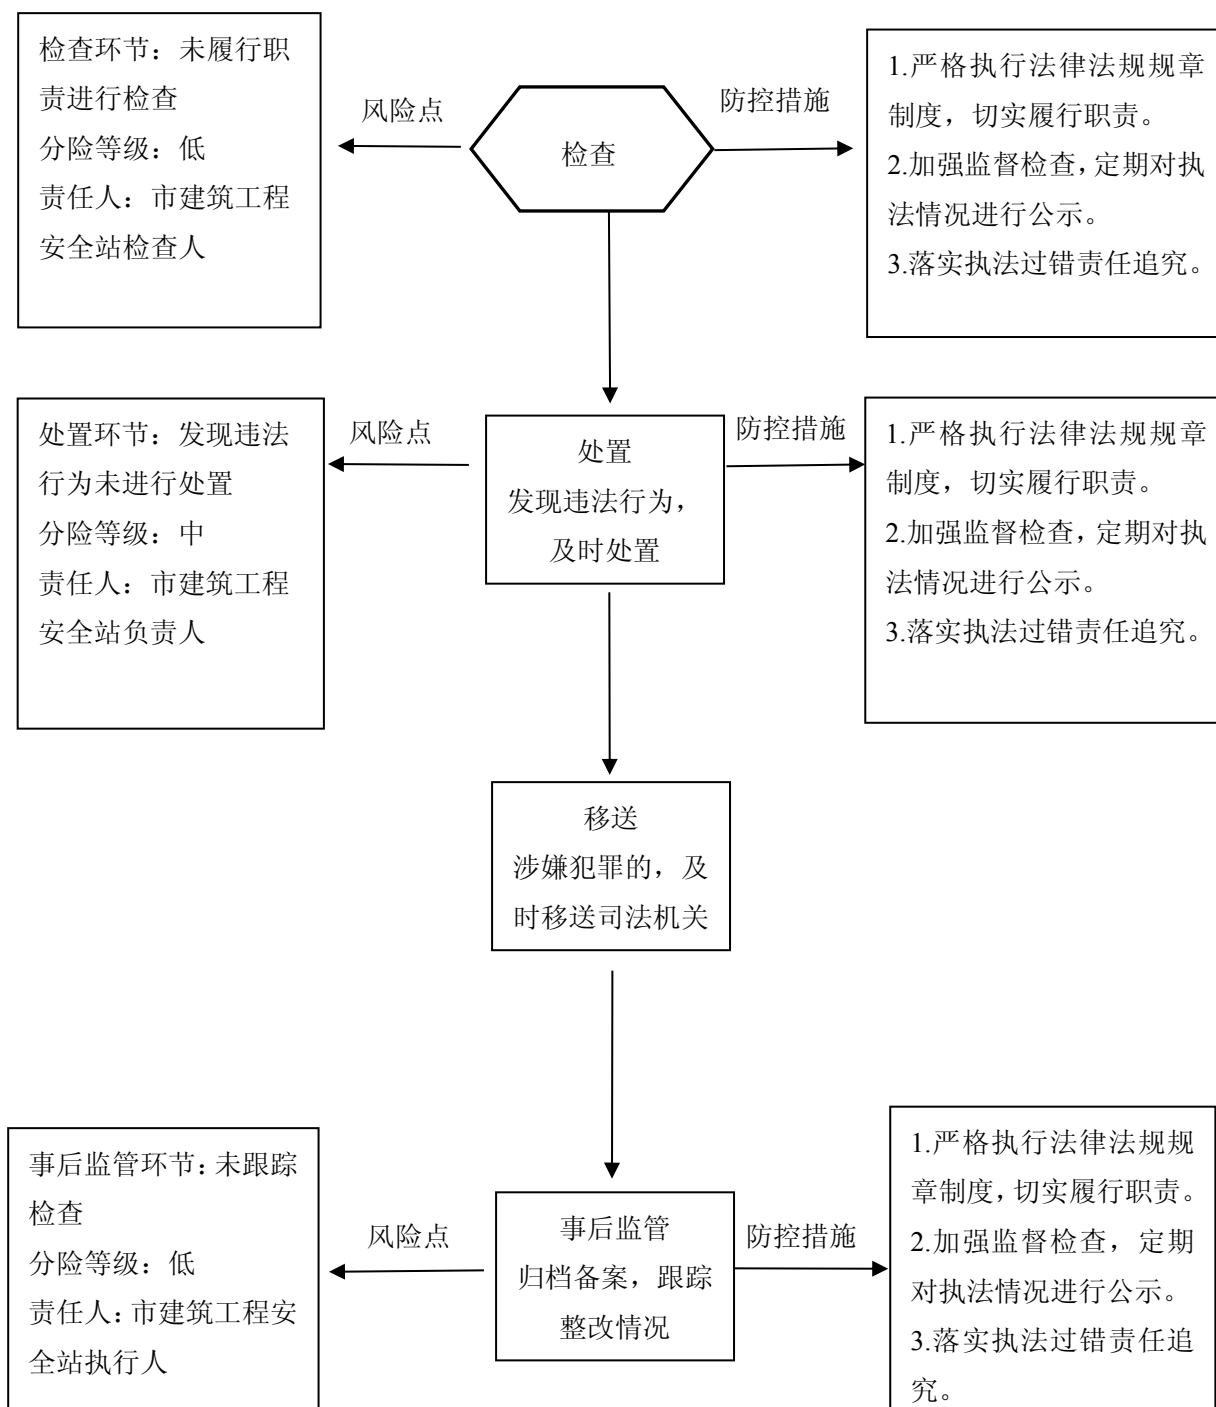 检查环节：未履行职
责进行检查
分险等级：低
责任人：市建筑工程
安全站检查人
风险点
检查
防控措施
1.严格执行法律法规规章
制度，切实履行职责。
2.加强监督检查，定期对执
法情况进行公示。
3.落实执法过错责任追究。
处置环节：发现违法
行为未进行处置
分险等级：中
责任人：市建筑工程
安全站负责人
风险点
处置
发现违法行为，
及时处置
防控措施
1.严格执行法律法规规章
制度，切实履行职责。
2.加强监督检查，定期对执
法情况进行公示。
3.落实执法过错责任追究。
移送
涉嫌犯罪的，及
时移送司法机关
事后监管环节：未跟踪
检查
分险等级：低
责任人：市建筑工程安
全站执行人
风险点
事后监管
归档备案，跟踪
整改情况
防控措施
1.严格执行法律法规规
章制度，切实履行职责。
2.加强监督检查，定期
对执法情况进行公示。
3.落实执法过错责任追
究。